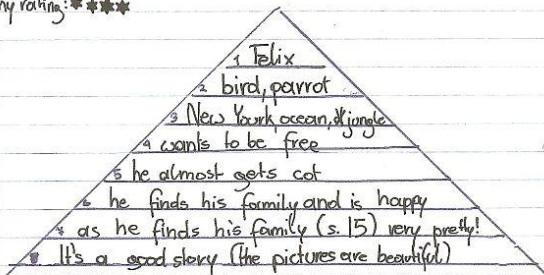 my rating: ****
1 Felix
2 bird, parrot
3 New Yourk, ocean, jungle
4 wants to be free
5 he almost gets cot
6 he finds his family and is happy
7 as he finds his family (s. 15) very pretty!
8 It's a good story (the pictures are beautiful)